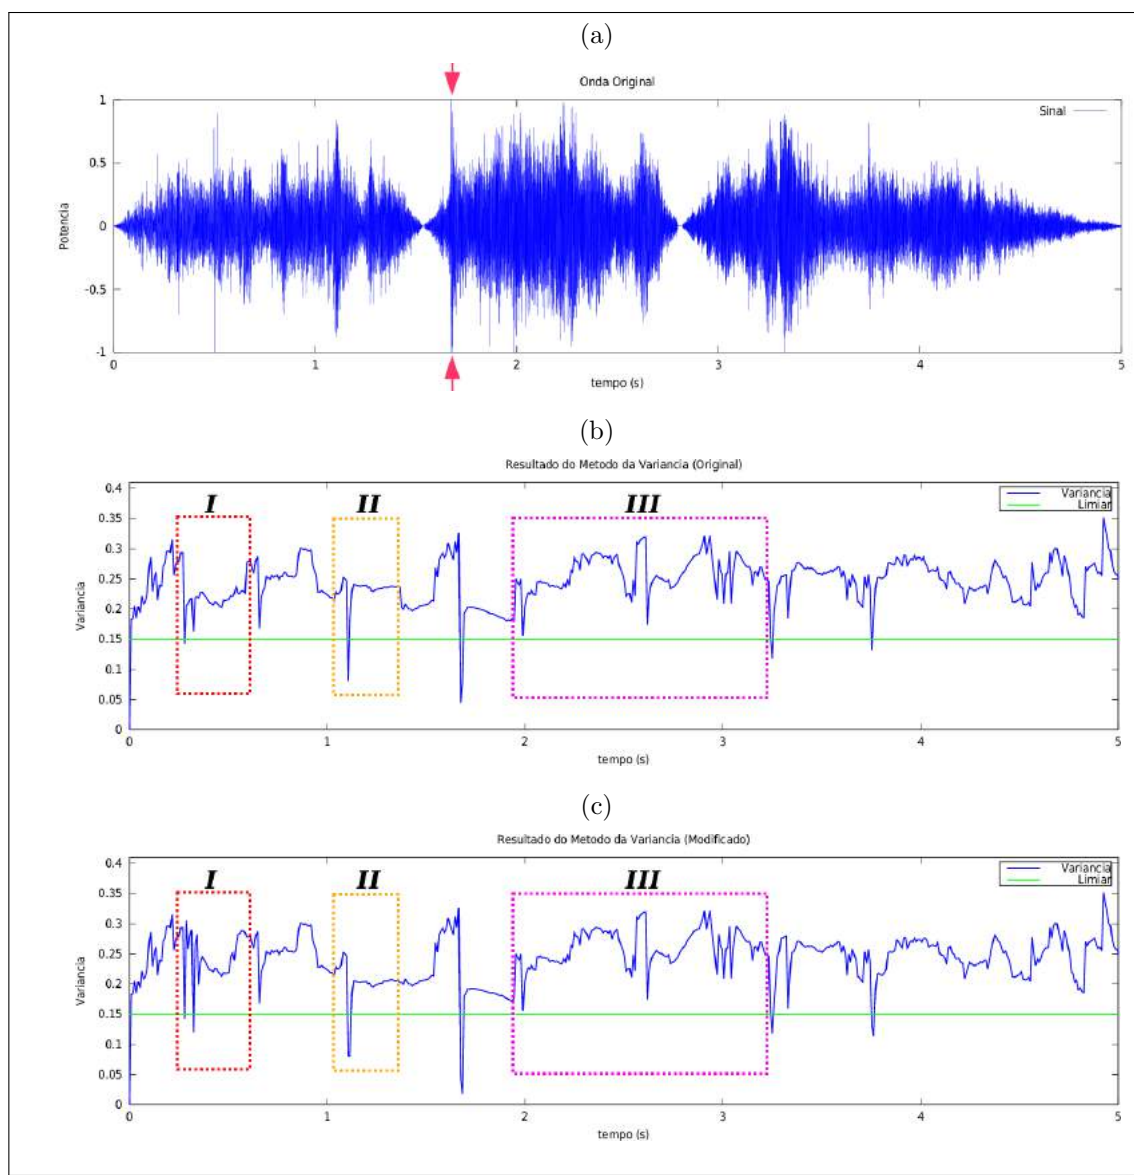 (a)
Onda Original
Sinal
Potencia
1
0.5
0
-0.5
-1
0 1 2 3 4 5
tempo (s)
(b)
Resultado do Metodo da Variancia (Original)
I II III
Variancia
Limiar
Variancia
0.4
0.35
0.3
0.25
0.2
0.15
0.1
0.05
0
0 1 2 3 4 5
tempo (s)
(c)
Resultado do Metodo da Variancia (Modificado)
I II III
Variancia
Limiar
Variancia
0.4
0.35
0.3
0.25
0.2
0.15
0.1
0.05
0
0 1 2 3 4 5
tempo (s)